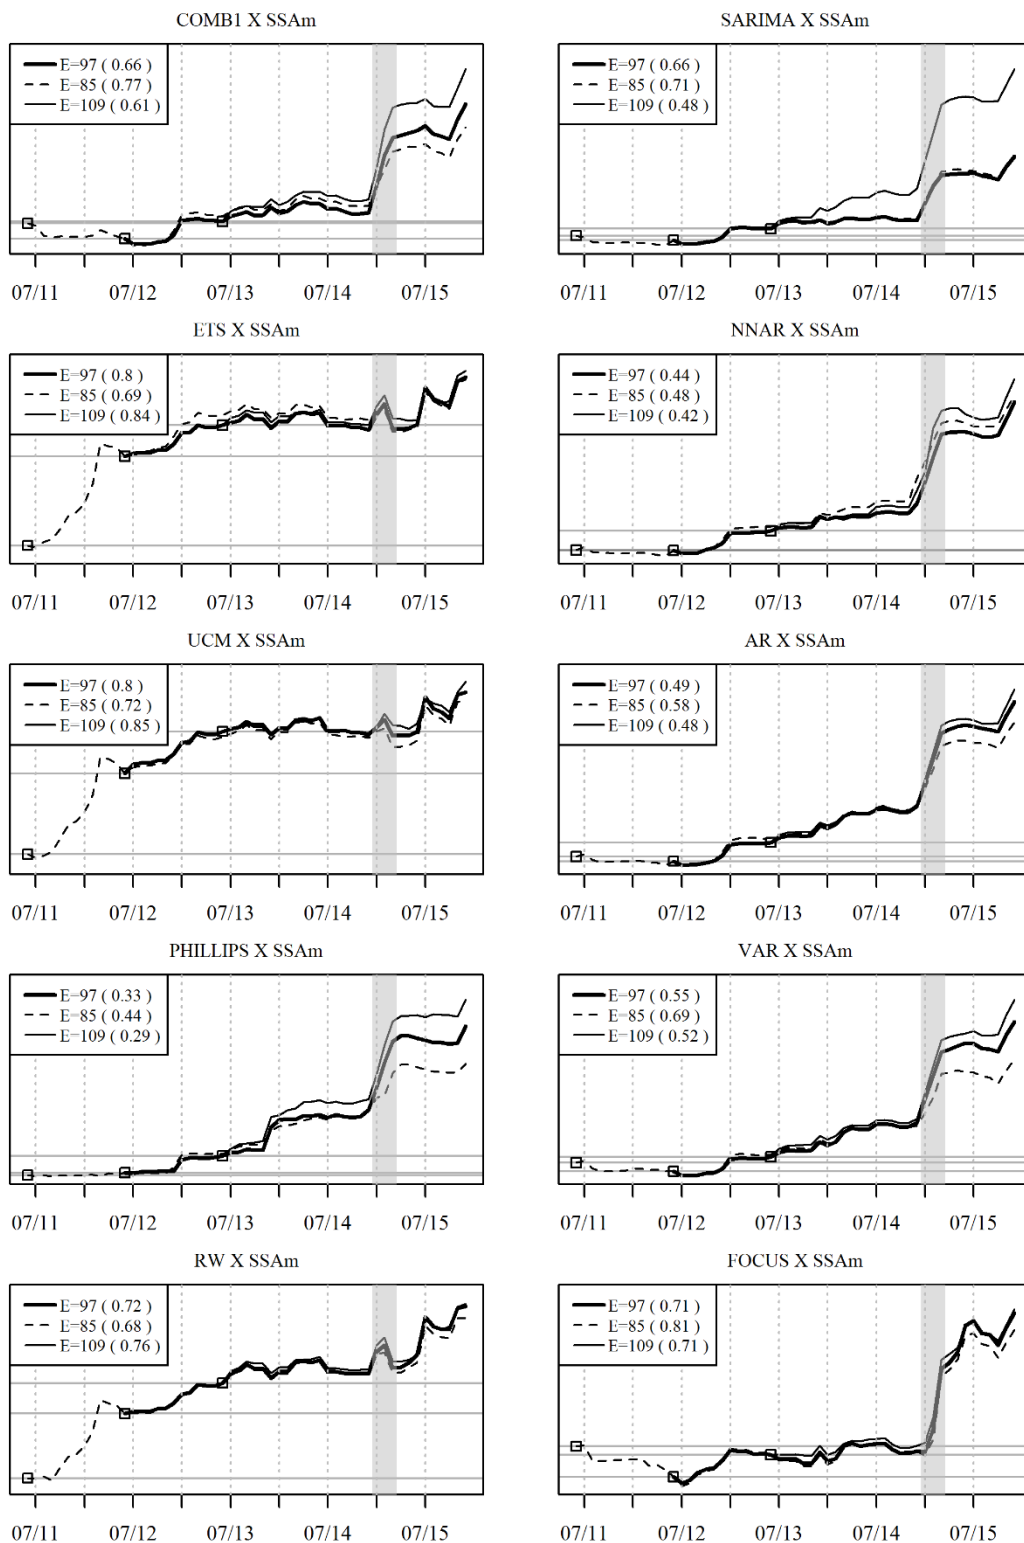 COMB1 X SSAm
E=97 ( 0.66 )
E=85 ( 0.77 )
E=109 ( 0.61 )
07/11 07/12 07/13 07/14 07/15
SARIMA X SSAm
E=97 ( 0.66 )
E=85 ( 0.71 )
E=109 ( 0.48 )
07/11 07/12 07/13 07/14 07/15
ETS X SSAm
E=97 ( 0.8 )
E=85 ( 0.69 )
E=109 ( 0.84 )
07/11 07/12 07/13 07/14 07/15
NNAR X SSAm
E=97 ( 0.44 )
E=85 ( 0.48 )
E=109 ( 0.42 )
07/11 07/12 07/13 07/14 07/15
UCM X SSAm
E=97 ( 0.8 )
E=85 ( 0.72 )
E=109 ( 0.85 )
07/11 07/12 07/13 07/14 07/15
AR X SSAm
E=97 ( 0.49 )
E=85 ( 0.58 )
E=109 ( 0.48 )
07/11 07/12 07/13 07/14 07/15
PHILLIPS X SSAm
E=97 ( 0.33 )
E=85 ( 0.44 )
E=109 ( 0.29 )
07/11 07/12 07/13 07/14 07/15
VAR X SSAm
E=97 ( 0.55 )
E=85 ( 0.69 )
E=109 ( 0.52 )
07/11 07/12 07/13 07/14 07/15
RW X SSAm
E=97 ( 0.72 )
E=85 ( 0.68 )
E=109 ( 0.76 )
07/11 07/12 07/13 07/14 07/15
FOCUS X SSAm
E=97 ( 0.71 )
E=85 ( 0.81 )
E=109 ( 0.71 )
07/11 07/12 07/13 07/14 07/15